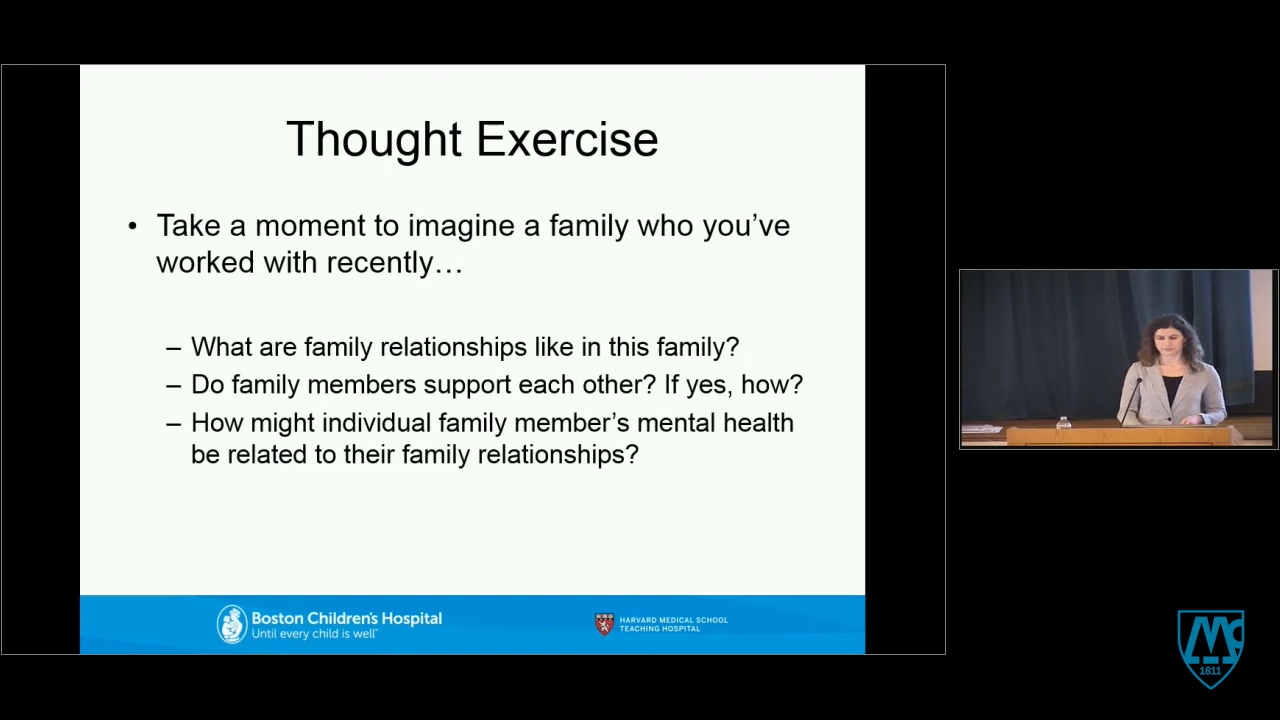 Thought Exercise
• Take a moment to imagine a family who you’ve
worked with recently…
– What are family relationships like in this family?
– Do family members support each other? If yes, how?
– How might individual family member’s mental health
be related to their family relationships?
Boston Children's Hospital
Until every child is well™
HARVARD MEDICAL SCHOOL
TEACHING HOSPITAL
Mc
1811